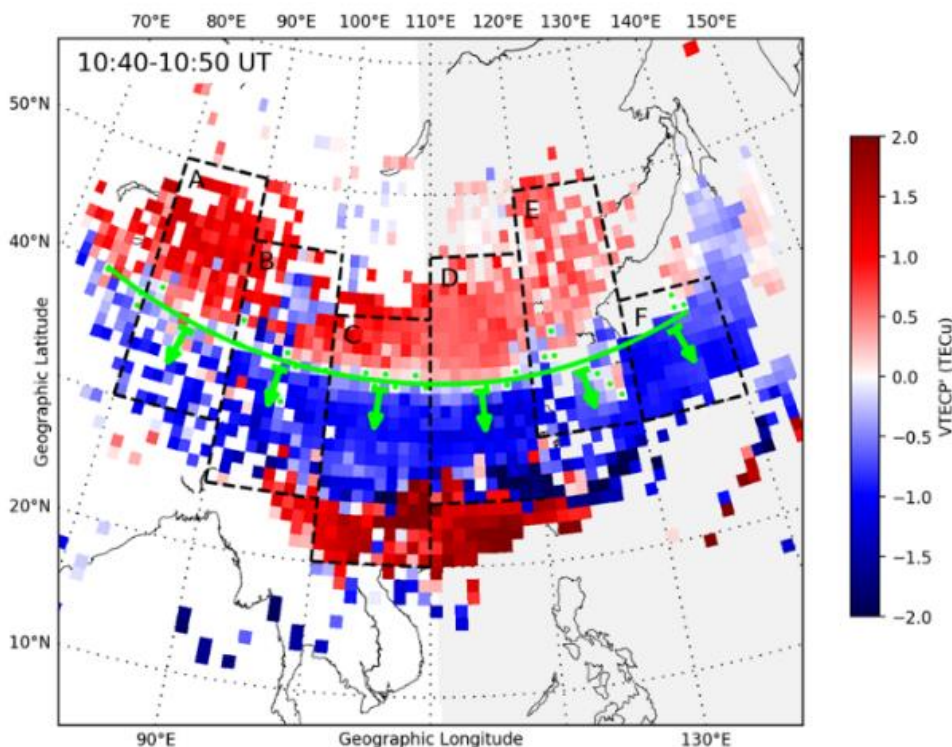 70°E 80°E 90°E 100°E 110°E 120°E 130°E 140°E 150°E
10:40-10:50 UT
50°N
40°N
20°N
10°N
Geographic Latitude
A
B
C
D
E
F
90°E
Geographic Longitude
130°E
2.0
1.5
1.0
0.5
0.0
−0.5
−1.0
−1.5
−2.0
VTECP' (TECu)